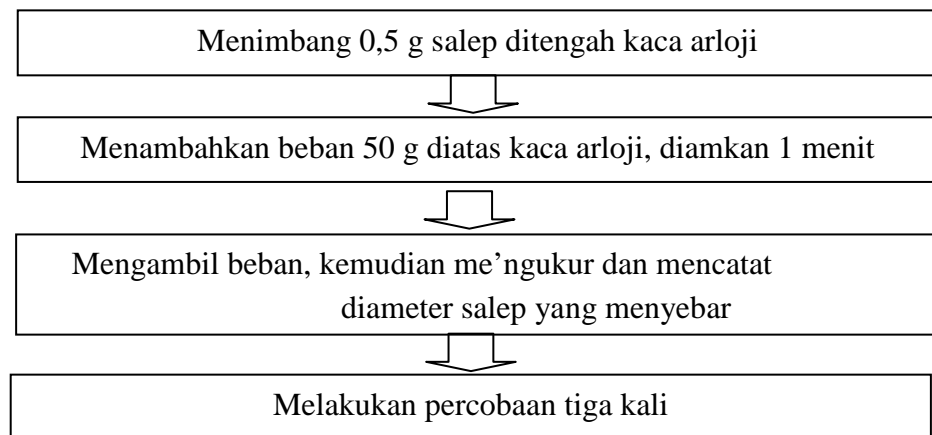 Menimbang 0,5 g salep ditengah kaca arloji
Menambahkan beban 50 g diatas kaca arloji, diamkan 1 menit
Mengambil beban, kemudian me’ngukur dan mencatat
diameter salep yang menyebar
Melakukan percobaan tiga kali